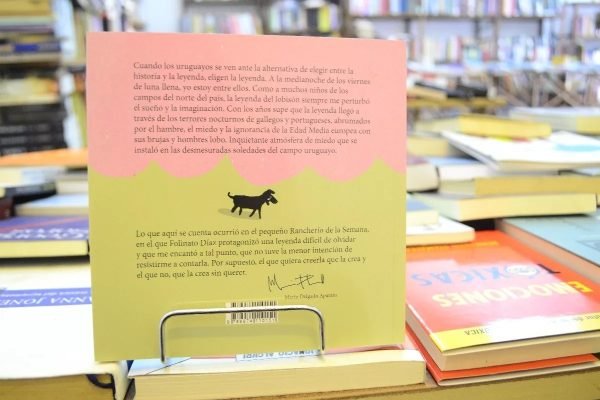 Cuando los uruguayos se ven ante la alternativa de elegir entre la
historia y la leyenda, eligen la leyenda. A la medianoche de los viernes
de luna llena, yo estoy entre ellos. Como a muchos niños de los
campos del norte del país, la leyenda del lobisón siempre me perturbó
el sueño y la imaginación. Con los años supe que la leyenda llegó a
través de los terrores nocturnos de gallegos y portugueses, abrumados
por el hambre, el miedo y la ignorancia de la Edad Media europea con
sus brujas y hombres lobo. Inquietante atmosfera de miedo que se
instaló en las desmesuradas soledades del campo uruguayo.
Lo que aquí se cuenta ocurrió en el pequeño Rancherío de la Semana,
en el que Folinato Díaz protagonizó una leyenda difícil de olvidar
y que me encantó a tal punto, que no tuve la menor intención de
resistirme a contarla. Por supuesto, el que quiera creerla que la crea y
el que no, que la crea sin querer.
Mario Delgado Aparaín
EMOCIONES
TOXICAS
ANNA JONES